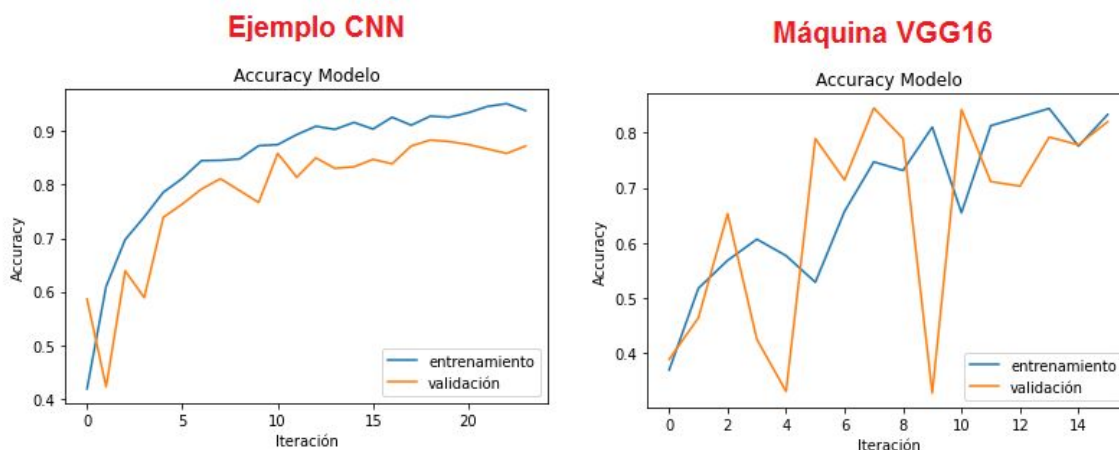 Ejemplo CNN
Accuracy Modelo
Accuracy
0.9
0.8
0.7
0.6
0.5
0.4
0 5 10 15 20
Iteración
entrenamiento
validación
Máquina VGG16
Accuracy Modelo
Accuracy
0.8
0.7
0.6
0.5
0.4
0 2 4 6 8 10 12 14
Iteración
entrenamiento
validación